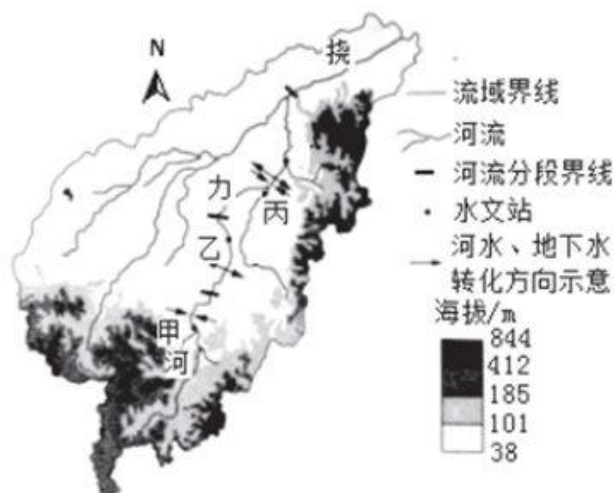 N
挠
力
丙
乙
甲
河
流域界线
河流
河流分段界线
水文站
河水、地下水
转化方向示意
海拔/m
844
412
185
101
38